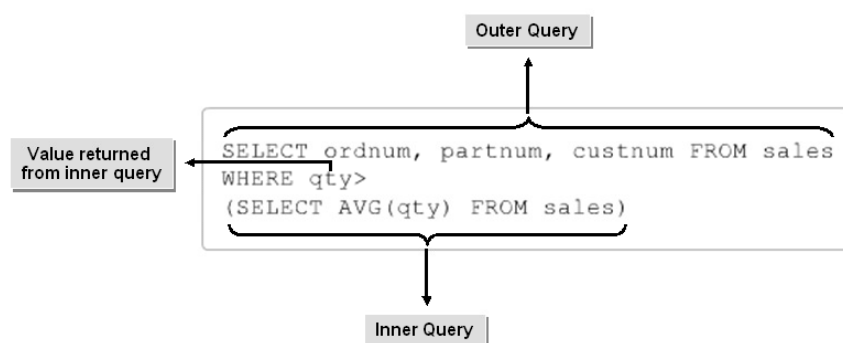 Outer Query
Value returned
from inner query
SELECT ordnum, partnum, custnum FROM sales
WHERE qty>
(SELECT AVG(qty) FROM sales)
Inner Query